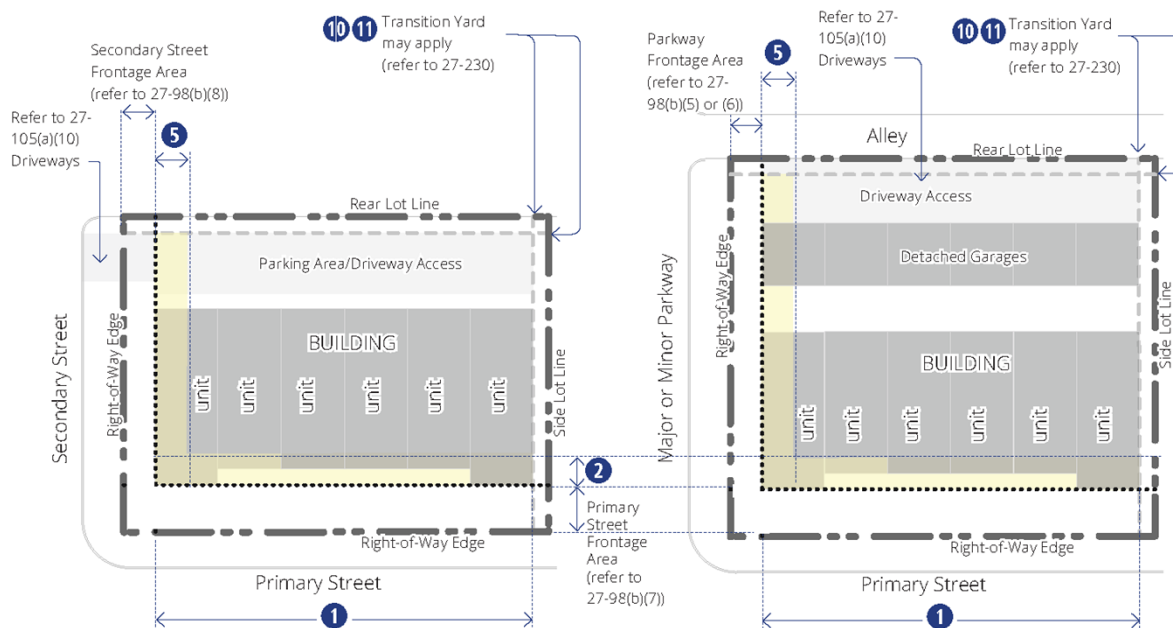 10 11 Transition Yard
may apply
(refer to 27-230)
Secondary Street
Frontage Area
(refer to 27-98(b)(8))
Refer to 27-
105(a)(10)
Driveways
5
Rear Lot Line
Parking Area/Driveway Access
BUILDING
unit
unit
unit
unit
unit
unit
Secondary Street
Right-of-Way Edge
Side Lot Line
2
Primary
Street
Frontage
Area
(refer to
27-98(b)(7))
Right-of-Way Edge
Primary Street
1
Parkway
Frontage Area
(refer to 27-
98(b)(5) or (6))
5
Refer to 27-
105(a)(10)
Driveways
10 11 Transition Yard
may apply
(refer to 27-230)
Alley
Rear Lot Line
Driveway Access
Detached Garages
BUILDING
unit
unit
unit
unit
unit
unit
Major or Minor Parkway
Right-of-Way Edge
Side Lot Line
Right-of-Way Edge
Primary Street
1